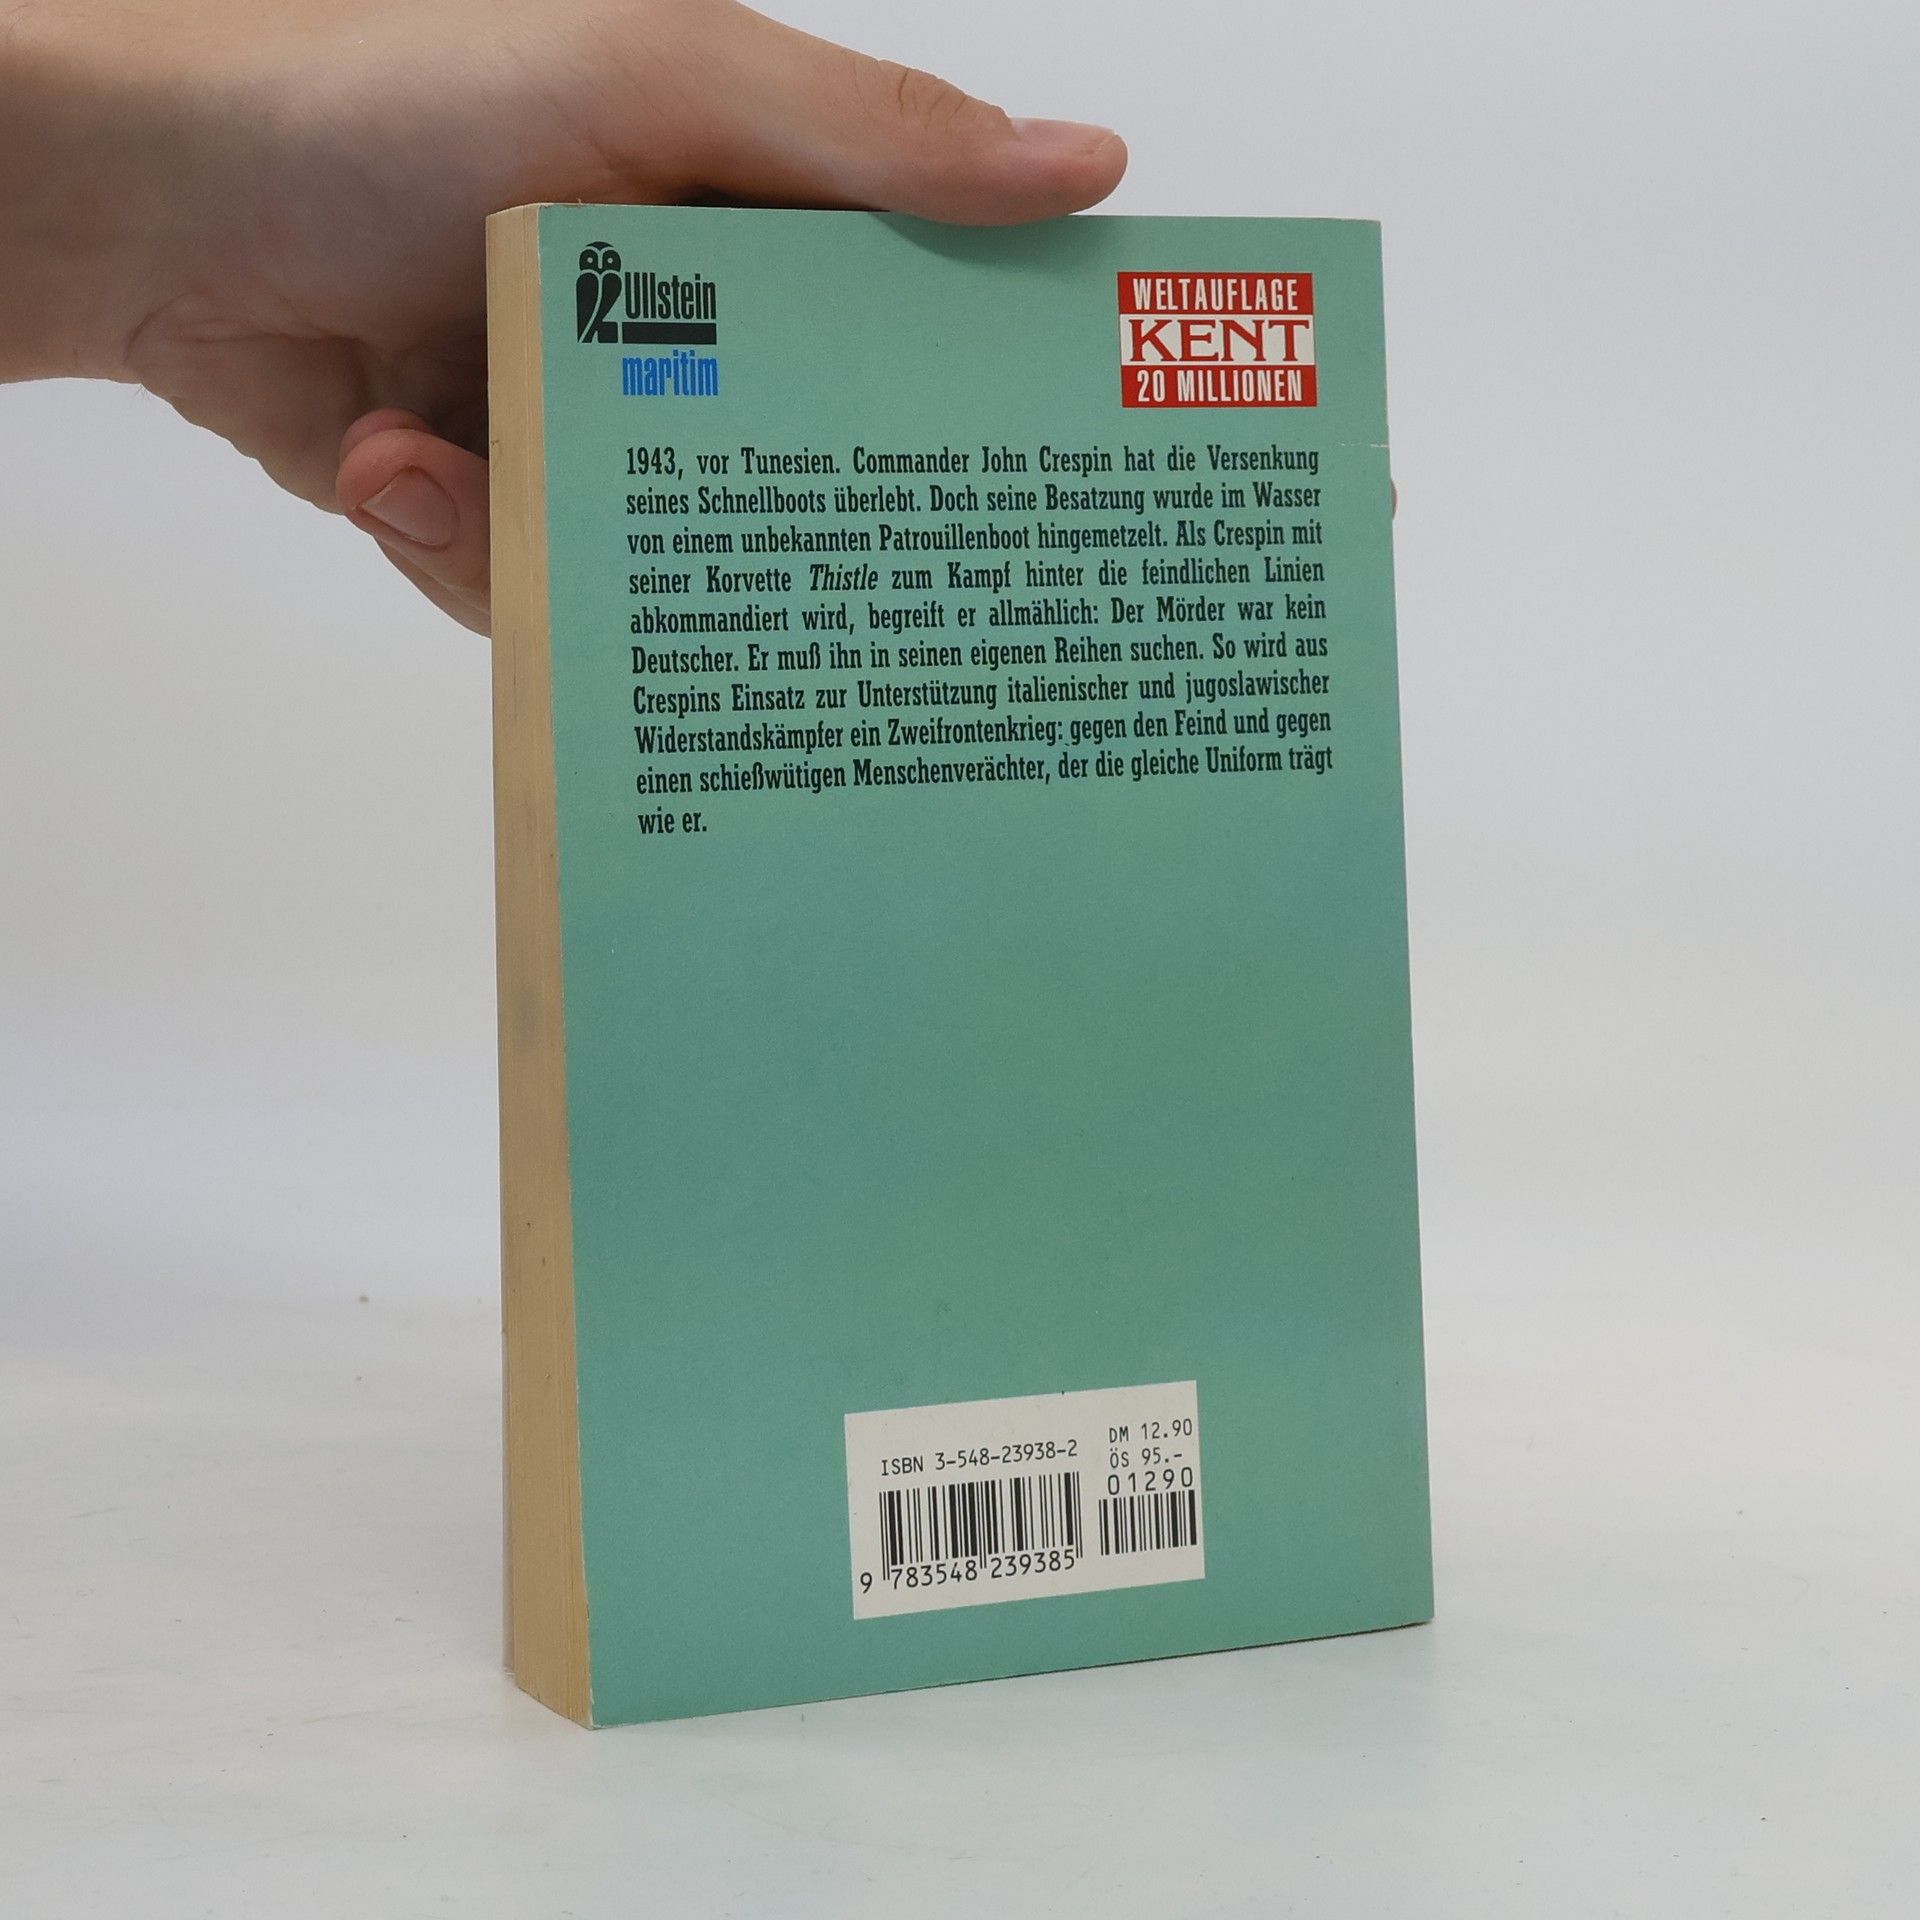 Ullstein
maritim
WELTAUFLAGE
KENT
20 MILLIONEN
1943, vor Tunesien. Commander John Crespin hat die Versenkung
seines Schnellboots überlebt. Doch seine Besatzung wurde im Wasser
von einem unbekannten Patrouillenboot hingemetzelt. Als Crespin mit
seiner Korvette Thistle zum Kampf hinter die feindlichen Linien
abkommandiert wird, begreift er allmählich: Der Mörder war kein
Deutscher. Er muß ihn in seinen eigenen Reihen suchen. So wird aus
Crespins Einsatz zur Unterstützung italienischer und jugoslawischer
Widerstandskämpfer ein Zweifrontenkrieg: gegen den Feind und gegen
einen schießwütigen Menschenverächter, der die gleiche Uniform trägt
wie er.
ISBN 3-548-23938-2
DM 12.90
ÖS 95.-
01290
9 783548 239385